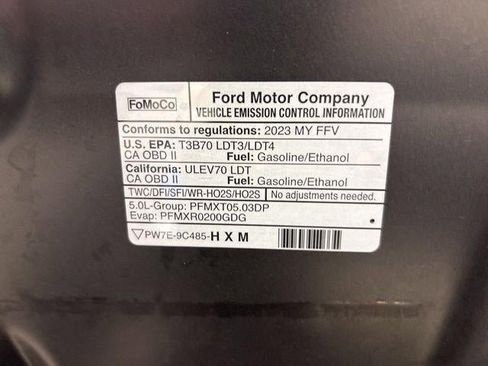 FoMoCo
Ford Motor Company
VEHICLE EMISSION CONTROL INFORMATION
Conforms to regulations: 2023 MY FFV
U.S. EPA: T3B70 LDT3/LDT4
CA OBD II Fuel: Gasoline/Ethanol
California: ULEV70 LDT
CA OBD II Fuel: Gasoline/Ethanol
TWC/DFI/SFI/WR-HO2S/HO2S No adjustments needed.
5.0L-Group: PFMXT05.03DP
Evap: PFMXR0200GDG
PW7E-9C485-H X M